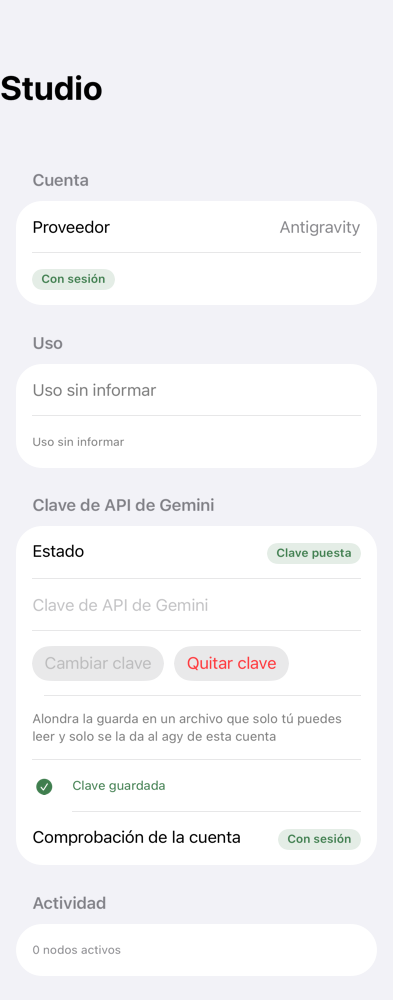 Studio
Cuenta
Proveedor Antigravity
Con sesión
Uso
Uso sin informar
Uso sin informar
Clave de API de Gemini
Estado Clave puesta
Clave de API de Gemini
Cambiar clave Quitar clave
Alondra la guarda en un archivo que solo tú puedes
leer y solo se la da al agy de esta cuenta
Clave guardada
Comprobación de la cuenta Con sesión
Actividad
0 nodos activos